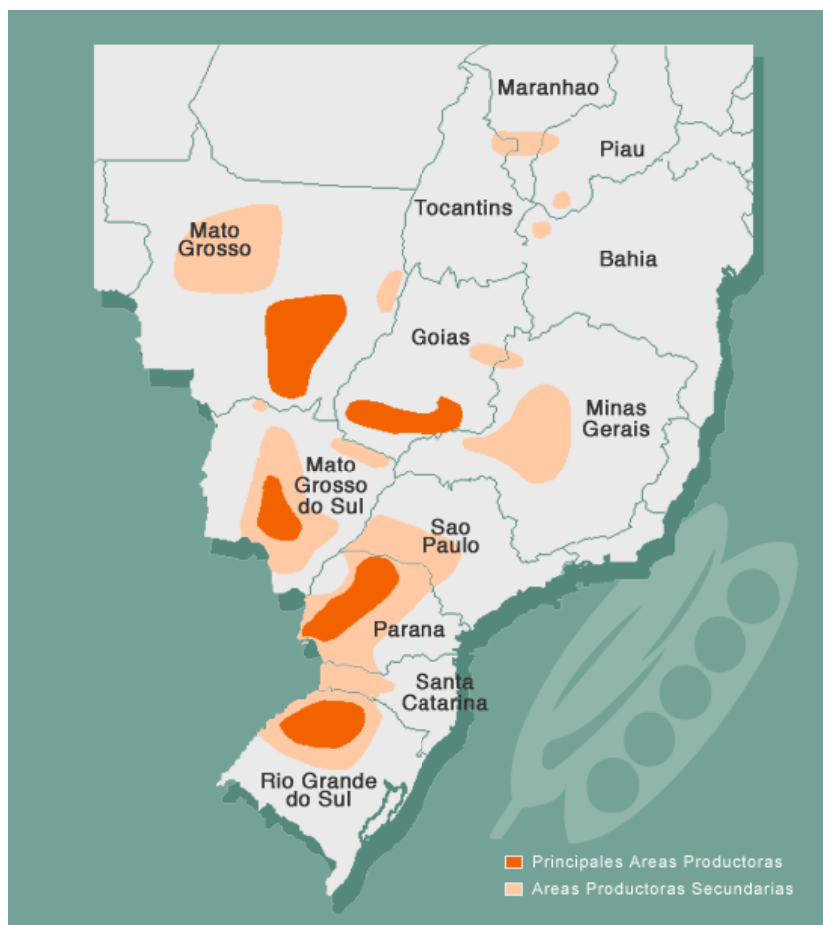 Maranhao
Piau
Tocantins
Mato
Grosso
Bahia
Goias
Minas
Gerais
Mato
Grosso
do Sul
Sao
Paulo
Parana
Santa
Catarina
Rio Grande
do Sul
Principales Areas Productoras
Areas Productoras Secundarias